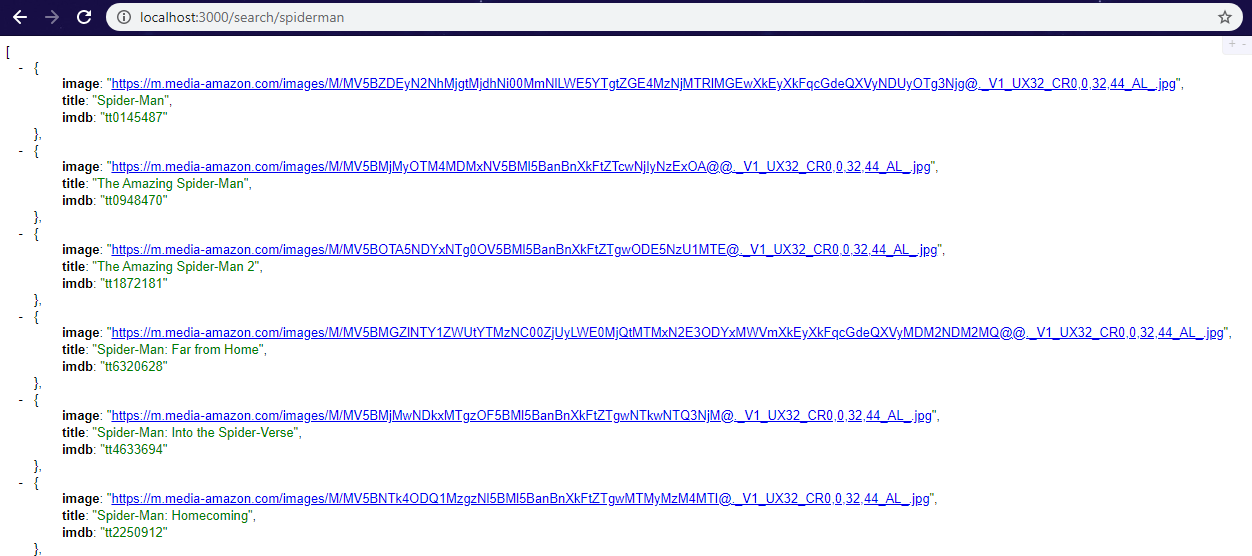 localhost:3000/search/spiderman
+ -
[
- {
image: "https://m.media-amazon.com/images/M/MV5BZDEyN2NhMjgtMjdhNi00MmNlLWE5YTgtZGE4MzNjMTRlMGEwXkEyXkFqcGdeQXVyNDUyOTg3Njg@._V1_UX32_CR0,0,32,44_AL_.jpg",
title: "Spider-Man",
imdb: "tt0145487"
},
- {
image: "https://m.media-amazon.com/images/M/MV5BMjMyOTM4MDMxNV5BMl5BanBnXkFtZTcwNjIyNzExOA@@._V1_UX32_CR0,0,32,44_AL_.jpg",
title: "The Amazing Spider-Man",
imdb: "tt0948470"
},
- {
image: "https://m.media-amazon.com/images/M/MV5BOTA5NDYxNTg0OV5BMl5BanBnXkFtZTgwODE5NzU1MTE@._V1_UX32_CR0,0,32,44_AL_.jpg",
title: "The Amazing Spider-Man 2",
imdb: "tt1872181"
},
- {
image: "https://m.media-amazon.com/images/M/MV5BMGZlNTY1ZWUtYTMzNC00ZjUyLWE0MjQtMTMxN2E3ODYxMWVmXkEyXkFqcGdeQXVyMDM2NDM2MQ@@._V1_UX32_CR0,0,32,44_AL_.jpg",
title: "Spider-Man: Far from Home",
imdb: "tt6320628"
},
- {
image: "https://m.media-amazon.com/images/M/MV5BMjMwNDkxMTgzOF5BMl5BanBnXkFtZTgwNTkwNTQ3NjM@._V1_UX32_CR0,0,32,44_AL_.jpg",
title: "Spider-Man: Into the Spider-Verse",
imdb: "tt4633694"
},
- {
image: "https://m.media-amazon.com/images/M/MV5BNTk4ODQ1MzgzNl5BMl5BanBnXkFtZTgwMTMyMzM4MTI@._V1_UX32_CR0,0,32,44_AL_.jpg",
title: "Spider-Man: Homecoming",
imdb: "tt2250912"
},